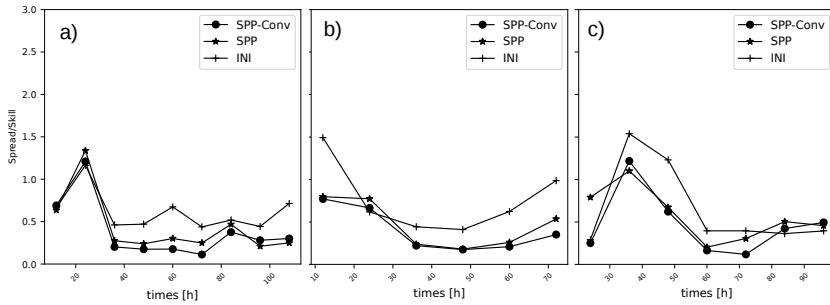 3.0
2.5
2.0
1.5
1.0
0.5
0.0
Spread/Skill
a)
SPP-Conv
SPP
INI
20
40
60
80
100
times [h]
b)
SPP-Conv
SPP
INI
10
20
30
40
50
60
70
times [h]
c)
SPP-Conv
SPP
INI
30
40
50
60
70
80
90
times [h]